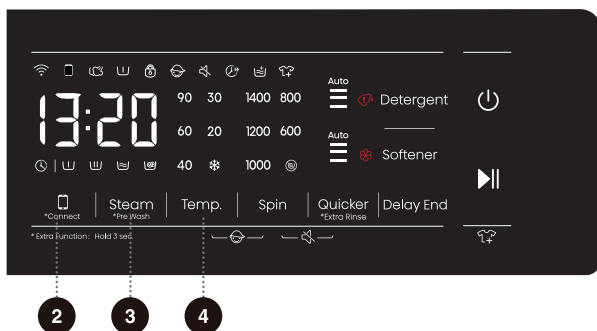 Auto
13:20 90 30 1400 800 Detergent
60 20 1200 600
Auto
Softener
40 1000
Steam Temp. Spin Quicker Delay End
*Connect *Pre Wash *Extra Rinse
* Extra Function: Hold 3 sec.
2 3 4